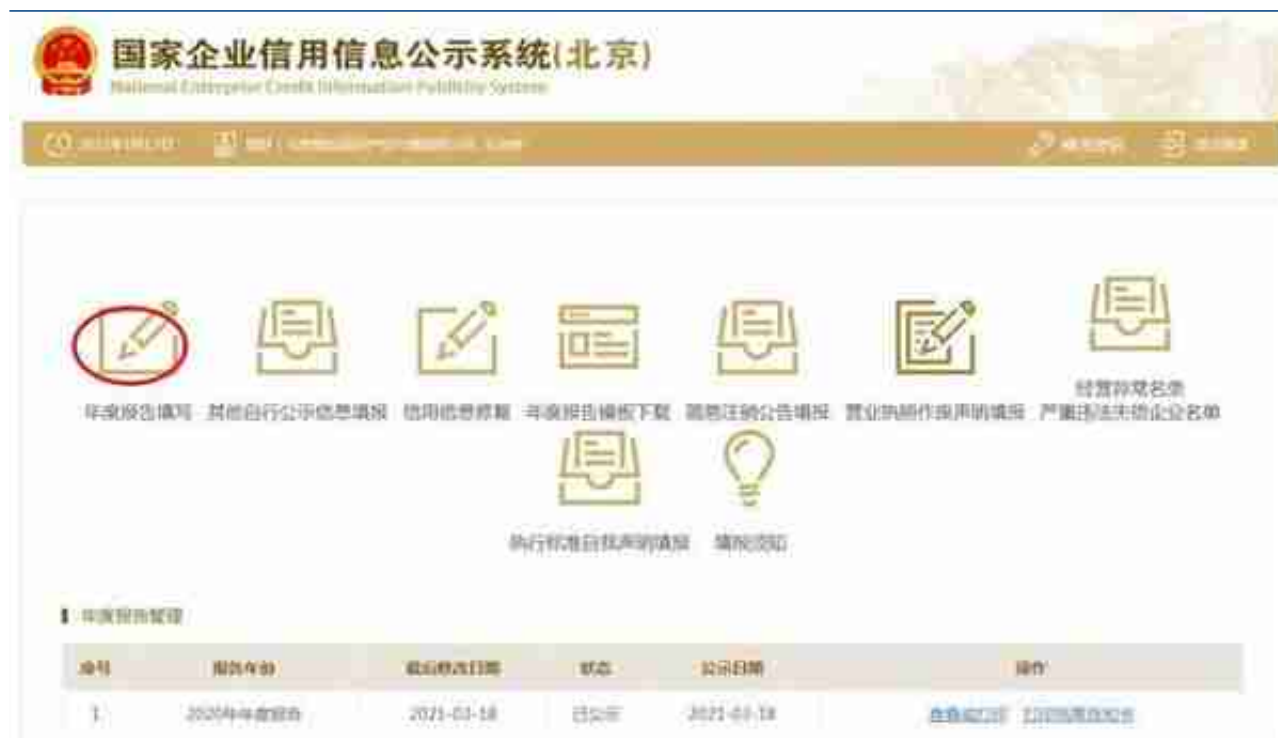 国家企业信用信息公示系统(北京)
National Enterprise Credit Information Publicity System
年度报告填写 其他自行公示信息填报 信用信息修复 年度报告模板下载 简易注销公告填报 营业执照作废声明填报
经营异常名录
严重违法失信企业名单
执行标准自我声明填报 填报须知
年度报告管理
序号 报告年份 最后修改日期 状态 公示日期 操作
1 2020年年度报告 2021-03-18 已公示 2021-03-18